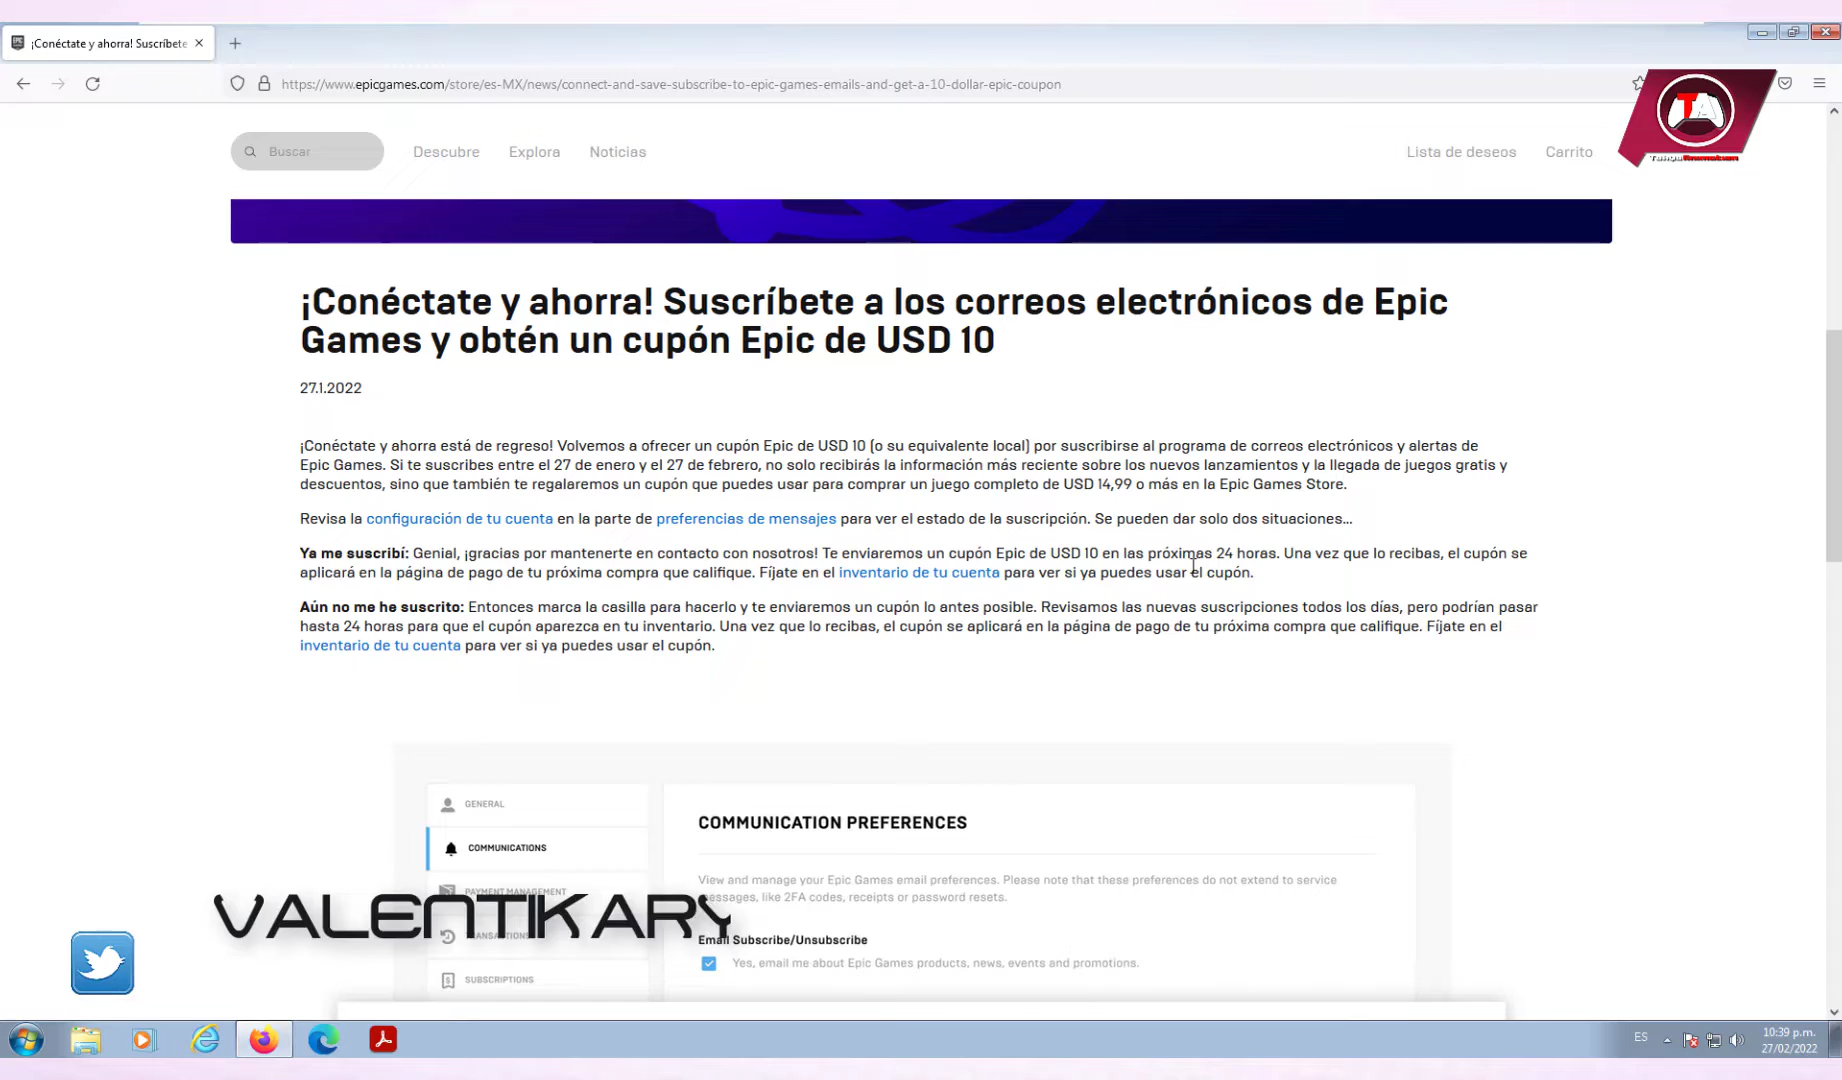 ¡Conéctate y ahorra! Suscríbete
https://www.epicgames.com/store/es-MX/news/connect-and-save-subscribe-to-epic-games-emails-and-get-a-10-dollar-epic-coupon
TA
Buscar
Descubre
Explora
Noticias
Lista de deseos
Carrito
¡Conéctate y ahorra! Suscríbete a los correos electrónicos de Epic
Games y obtén un cupón Epic de USD 10
27.1.2022
¡Conéctate y ahorra está de regreso! Volvemos a ofrecer un cupón Epic de USD 10 (o su equivalente local) por suscribirse al programa de correos electrónicos y alertas de
Epic Games. Si te suscribes entre el 27 de enero y el 27 de febrero, no solo recibirás la información más reciente sobre los nuevos lanzamientos y la llegada de juegos gratis y
descuentos, sino que también te regalaremos un cupón que puedes usar para comprar un juego completo de USD 14,99 o más en la Epic Games Store.
Revisa la configuración de tu cuenta en la parte de preferencias de mensajes para ver el estado de la suscripción. Se pueden dar solo dos situaciones...
Ya me suscribí: Genial, ¡gracias por mantenerte en contacto con nosotros! Te enviaremos un cupón Epic de USD 10 en las próximas 24 horas. Una vez que lo recibas, el cupón se
aplicará en la página de pago de tu próxima compra que califique. Fíjate en el inventario de tu cuenta para ver si ya puedes usar el cupón.
Aún no me he suscrito: Entonces marca la casilla para hacerlo y te enviaremos un cupón lo antes posible. Revisamos las nuevas suscripciones todos los días, pero podrían pasar
hasta 24 horas para que el cupón aparezca en tu inventario. Una vez que lo recibas, el cupón se aplicará en la página de pago de tu próxima compra que califique. Fíjate en el
inventario de tu cuenta para ver si ya puedes usar el cupón.
GENERAL
COMMUNICATIONS
PAYMENT MANAGEMENT
TRANSACTIONS
SUBSCRIPTIONS
COMMUNICATION PREFERENCES
View and manage your Epic Games email preferences. Please note that these preferences do not extend to service
messages, like 2FA codes, receipts or password resets.
Email Subscribe/Unsubscribe
Yes, email me about Epic Games products, news, events and promotions.
VALENTIKARY
ES
10:39 p.m.
27/02/2022